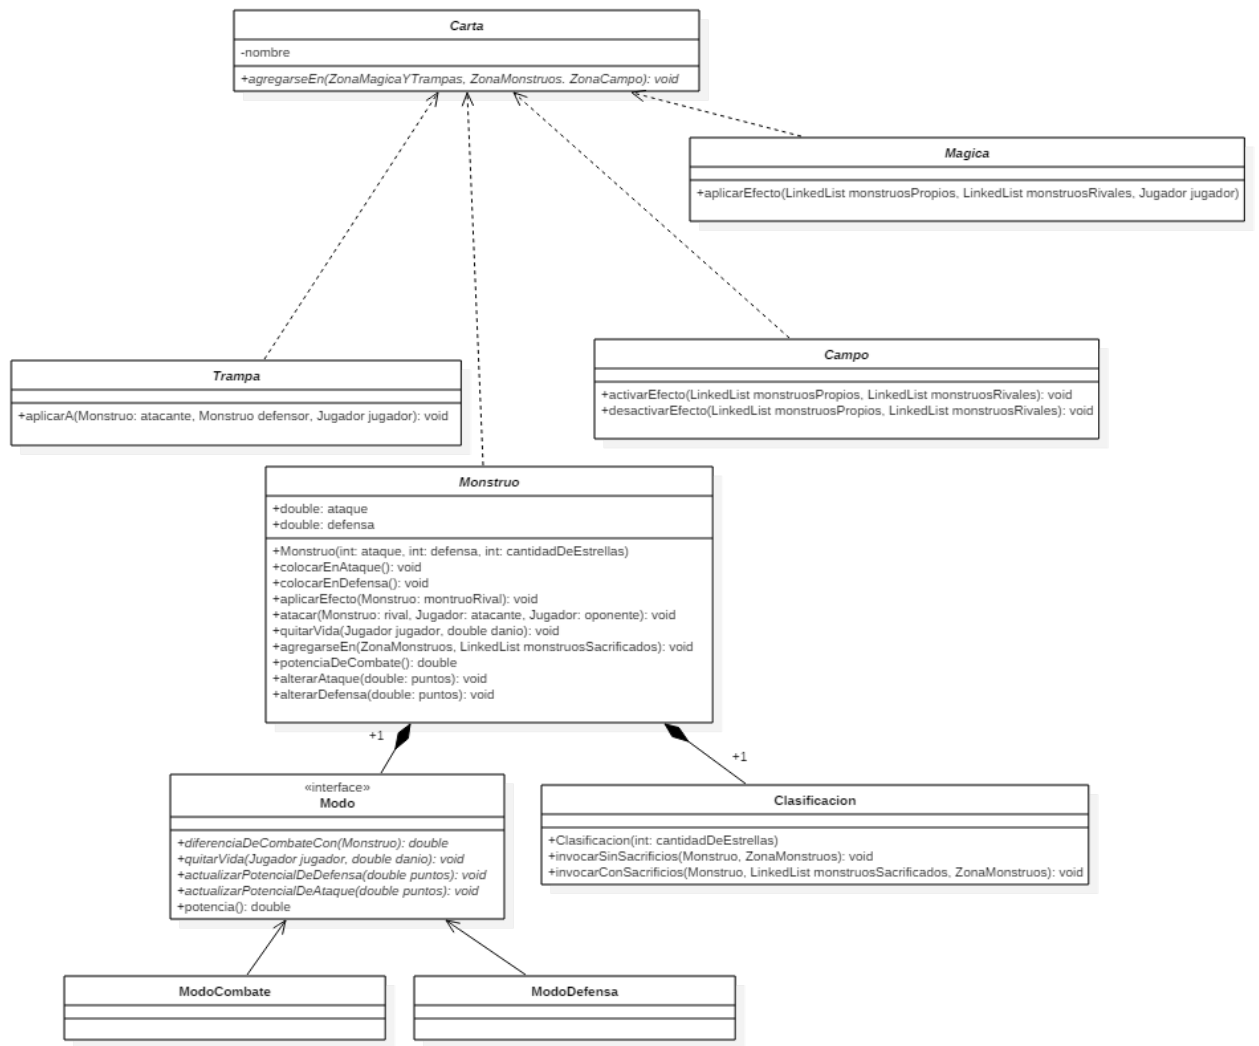 Carta
-nombre
+agregarseEn(ZonaMagicaYTrampas, ZonaMonstruos. ZonaCampo): void
Magica
+aplicarEfecto(LinkedList monstruosPropios, LinkedList monstruosRivales, Jugador jugador)
Trampa
+aplicarA(Monstruo: atacante, Monstruo defensor, Jugador jugador): void
Campo
+activarEfecto(LinkedList monstruosPropios, LinkedList monstruosRivales): void
+desactivarEfecto(LinkedList monstruosPropios, LinkedList monstruosRivales): void
Monstruo
+double: ataque
+double: defensa
+Monstruo(int: ataque, int: defensa, int: cantidadDeEstrellas)
+colocarEnAtaque(): void
+colocarEnDefensa(): void
+aplicarEfecto(Monstruo: montruoRival): void
+atacar(Monstruo: rival, Jugador: atacante, Jugador: oponente): void
+quitarVida(Jugador jugador, double danio): void
+agregarseEn(ZonaMonstruos, LinkedList monstruosSacrificados): void
+potenciaDeCombate(): double
+alterarAtaque(double: puntos): void
+alterarDefensa(double: puntos): void
+1
+1
«interface»
Modo
+diferenciaDeCombateCon(Monstruo): double
+quitarVida(Jugador jugador, double danio): void
+actualizarPotencialDeDefensa(double puntos): void
+actualizarPotencialDeAtaque(double puntos): void
+potencia(): double
Clasificacion
+Clasificacion(int: cantidadDeEstrellas)
+invocarSinSacrificios(Monstruo, ZonaMonstruos): void
+invocarConSacrificios(Monstruo, LinkedList monstruosSacrificados, ZonaMonstruos): void
ModoCombate
ModoDefensa